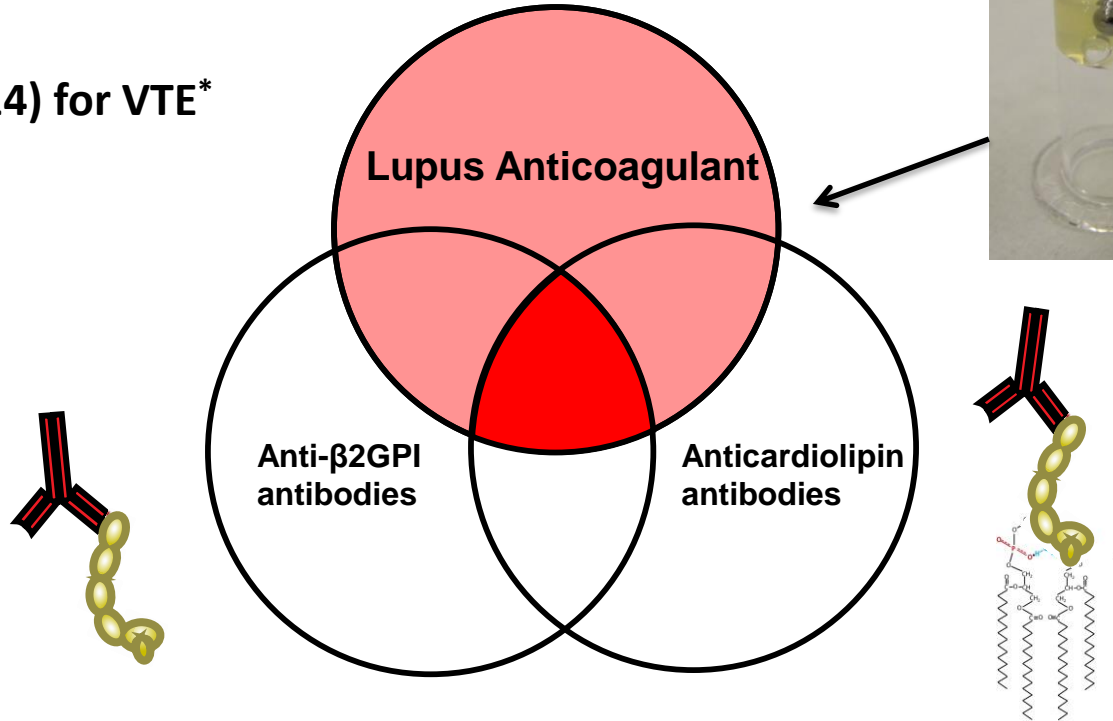 .4) for VTE*
Lupus Anticoagulant
Anti-β2GPI
antibodies
Anticardiolipin
antibodies